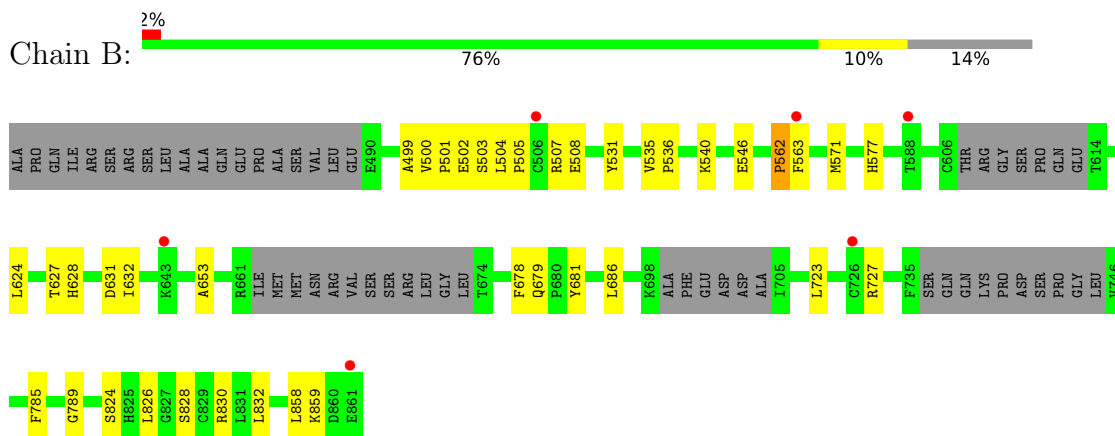 2%
Chain B:
76% 10% 14%
ALA PRO GLN ILE ARG SER ARG SER LEU ALA ALA GLN GLU PRO ALA SER VAL LEU GLU E490 A499 V500 P501 E502 S503 L504 P505 C506 R507 E508 Y531 V535 P536 K540 E546 P562 F563 M571 H577 T588 C606 THR ARG GLY SER PRO GLN GLU T614
L624 T627 H628 D631 I632 K643 A653 R661 ILE MET MET ASN ARG VAL SER SER ARG LEU GLY LEU T674 F678 Q679 P680 Y681 L686 K698 ALA PHE GLU ASP ASP ALA I705 L723 C726 R727 F735 SER GLN GLN LYS PRO ASP SER PRO GLY LEU V746
F785 G789 S824 H825 L826 G827 S828 C829 R830 L831 L832 L858 K859 D860 E861